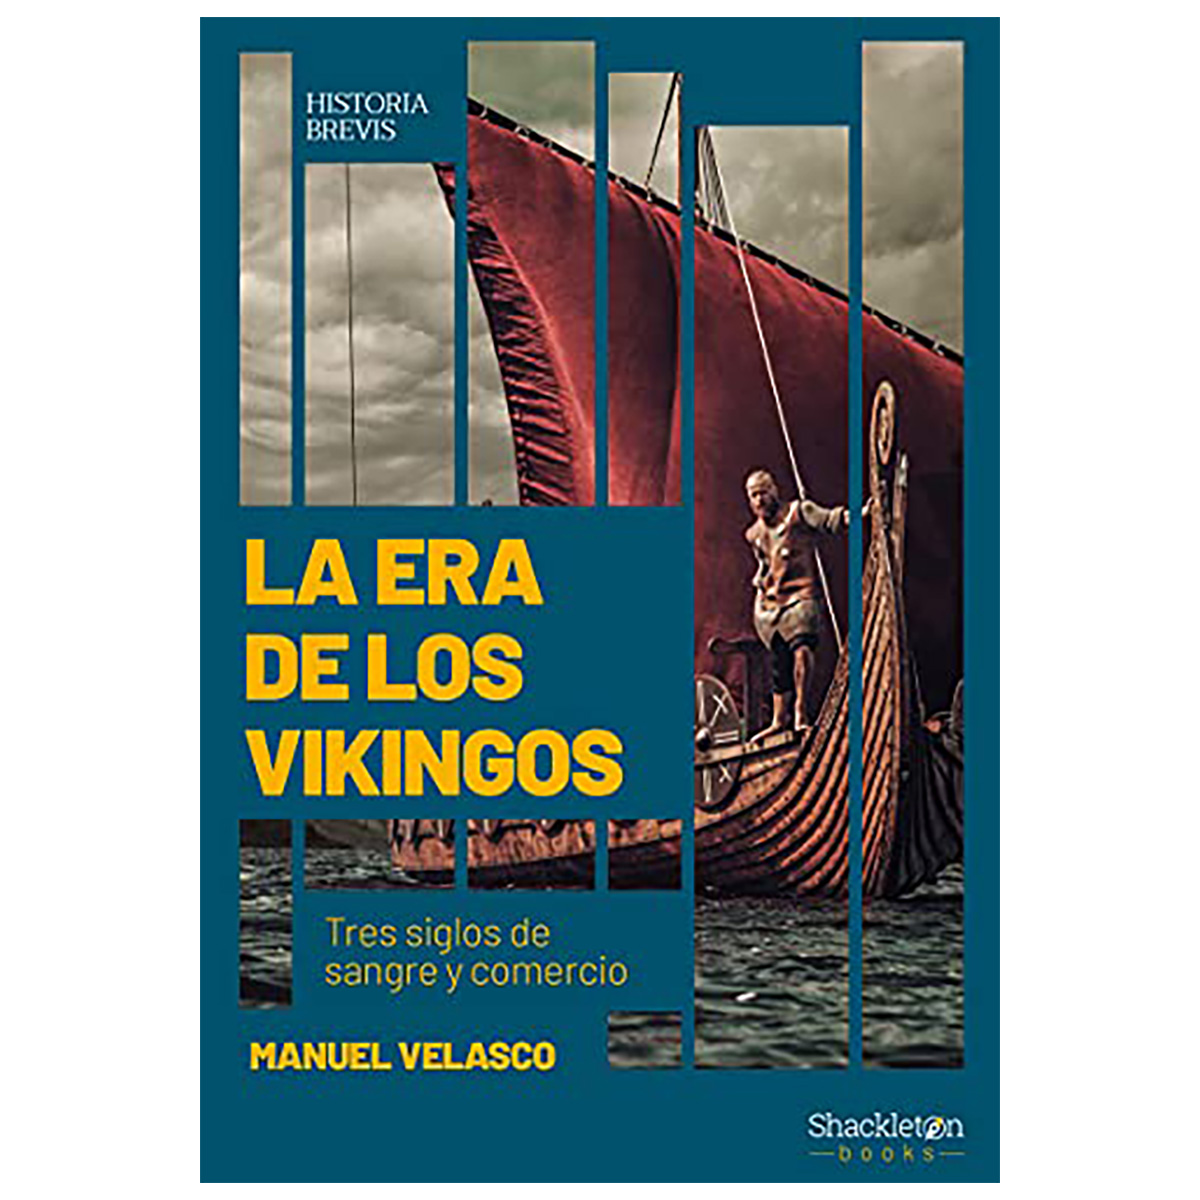 HISTORIA
BREVIS
LA ERA
DE LOS
VIKINGOS
Tres siglos de
sangre y comercio
MANUEL VELASCO
Shackleton
books